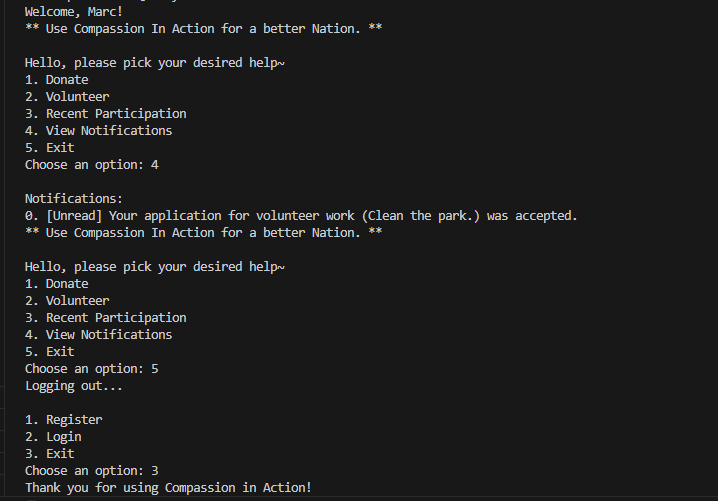 Welcome, Marc!
** Use Compassion In Action for a better Nation. **
Hello, please pick your desired help~
1. Donate
2. Volunteer
3. Recent Participation
4. View Notifications
5. Exit
Choose an option: 4
Notifications:
0. [Unread] Your application for volunteer work (Clean the park.) was accepted.
** Use Compassion In Action for a better Nation. **
Hello, please pick your desired help~
1. Donate
2. Volunteer
3. Recent Participation
4. View Notifications
5. Exit
Choose an option: 5
Logging out...
1. Register
2. Login
3. Exit
Choose an option: 3
Thank you for using Compassion in Action!